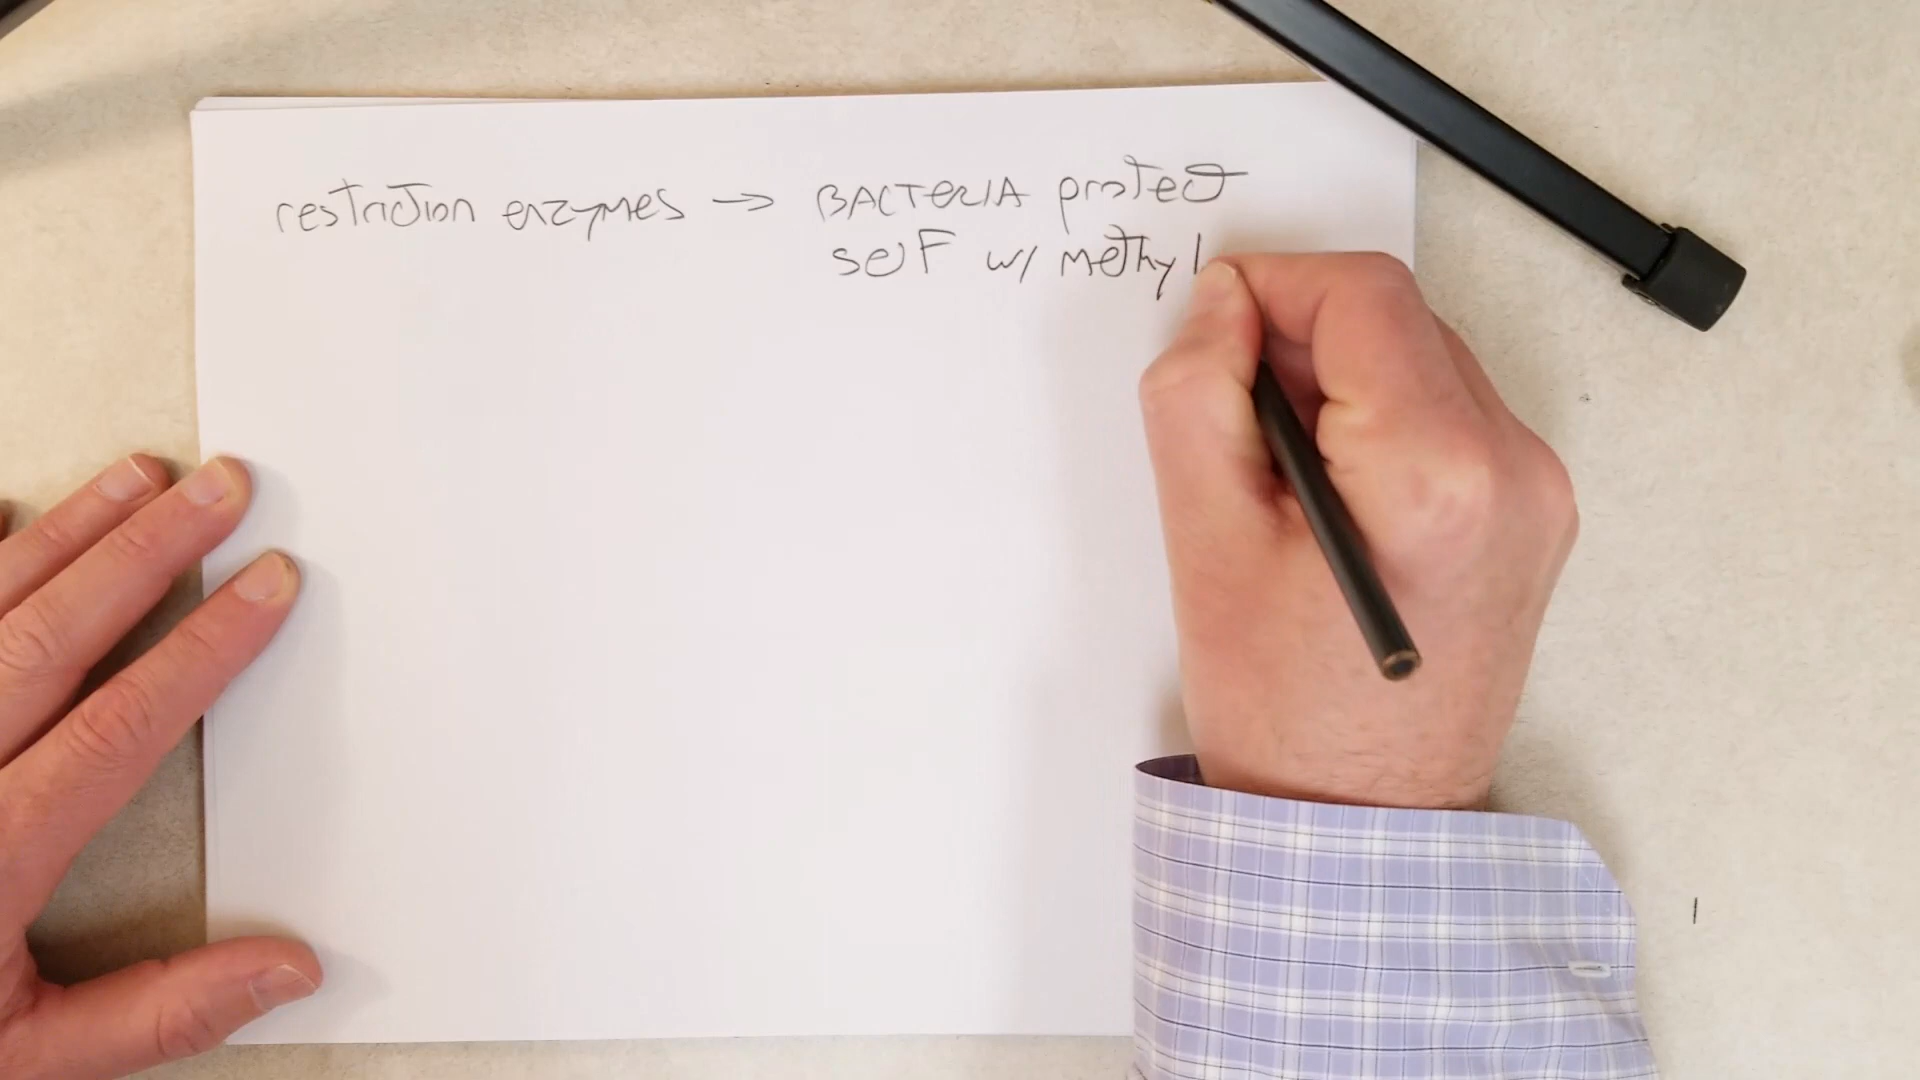 restriction enzymes → BACTERIA protect
self w/ methyl